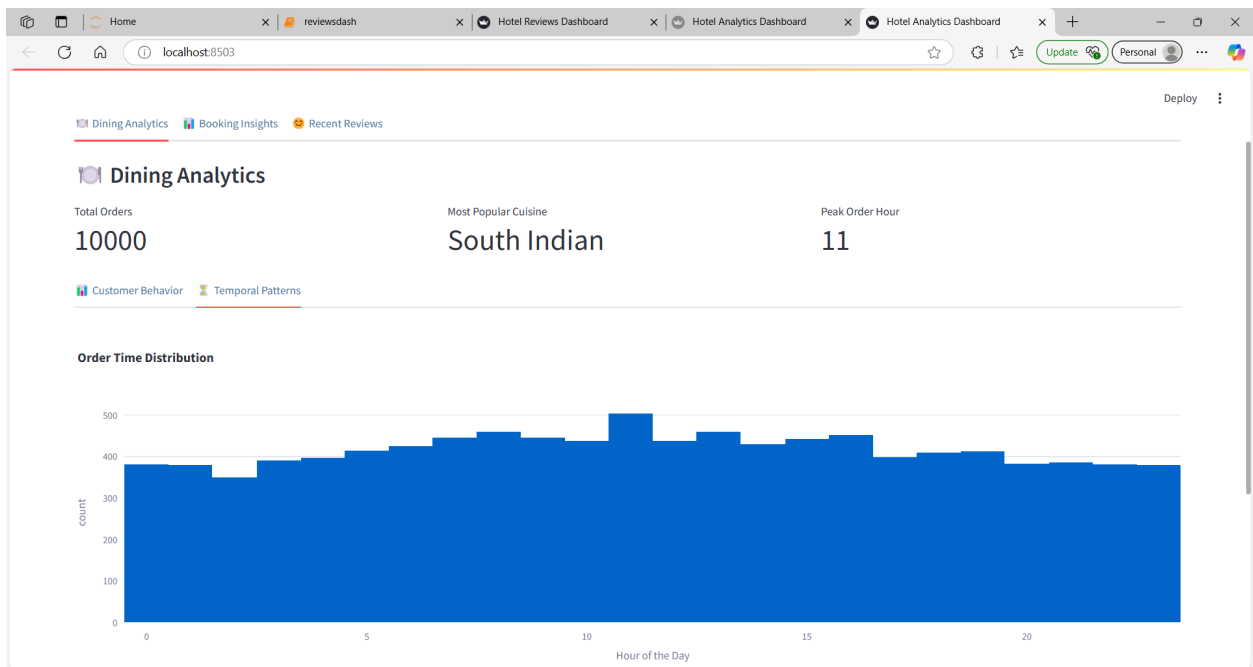 Home
reviewsdash
Hotel Reviews Dashboard
Hotel Analytics Dashboard
Hotel Analytics Dashboard
localhost:8503
Update
Personal
Deploy
Dining Analytics
Booking Insights
Recent Reviews
Dining Analytics
Total Orders
Most Popular Cuisine
Peak Order Hour
10000
South Indian
11
Customer Behavior
Temporal Patterns
Order Time Distribution
500
400
300
200
100
0
count
0 5 10 15 20
Hour of the Day